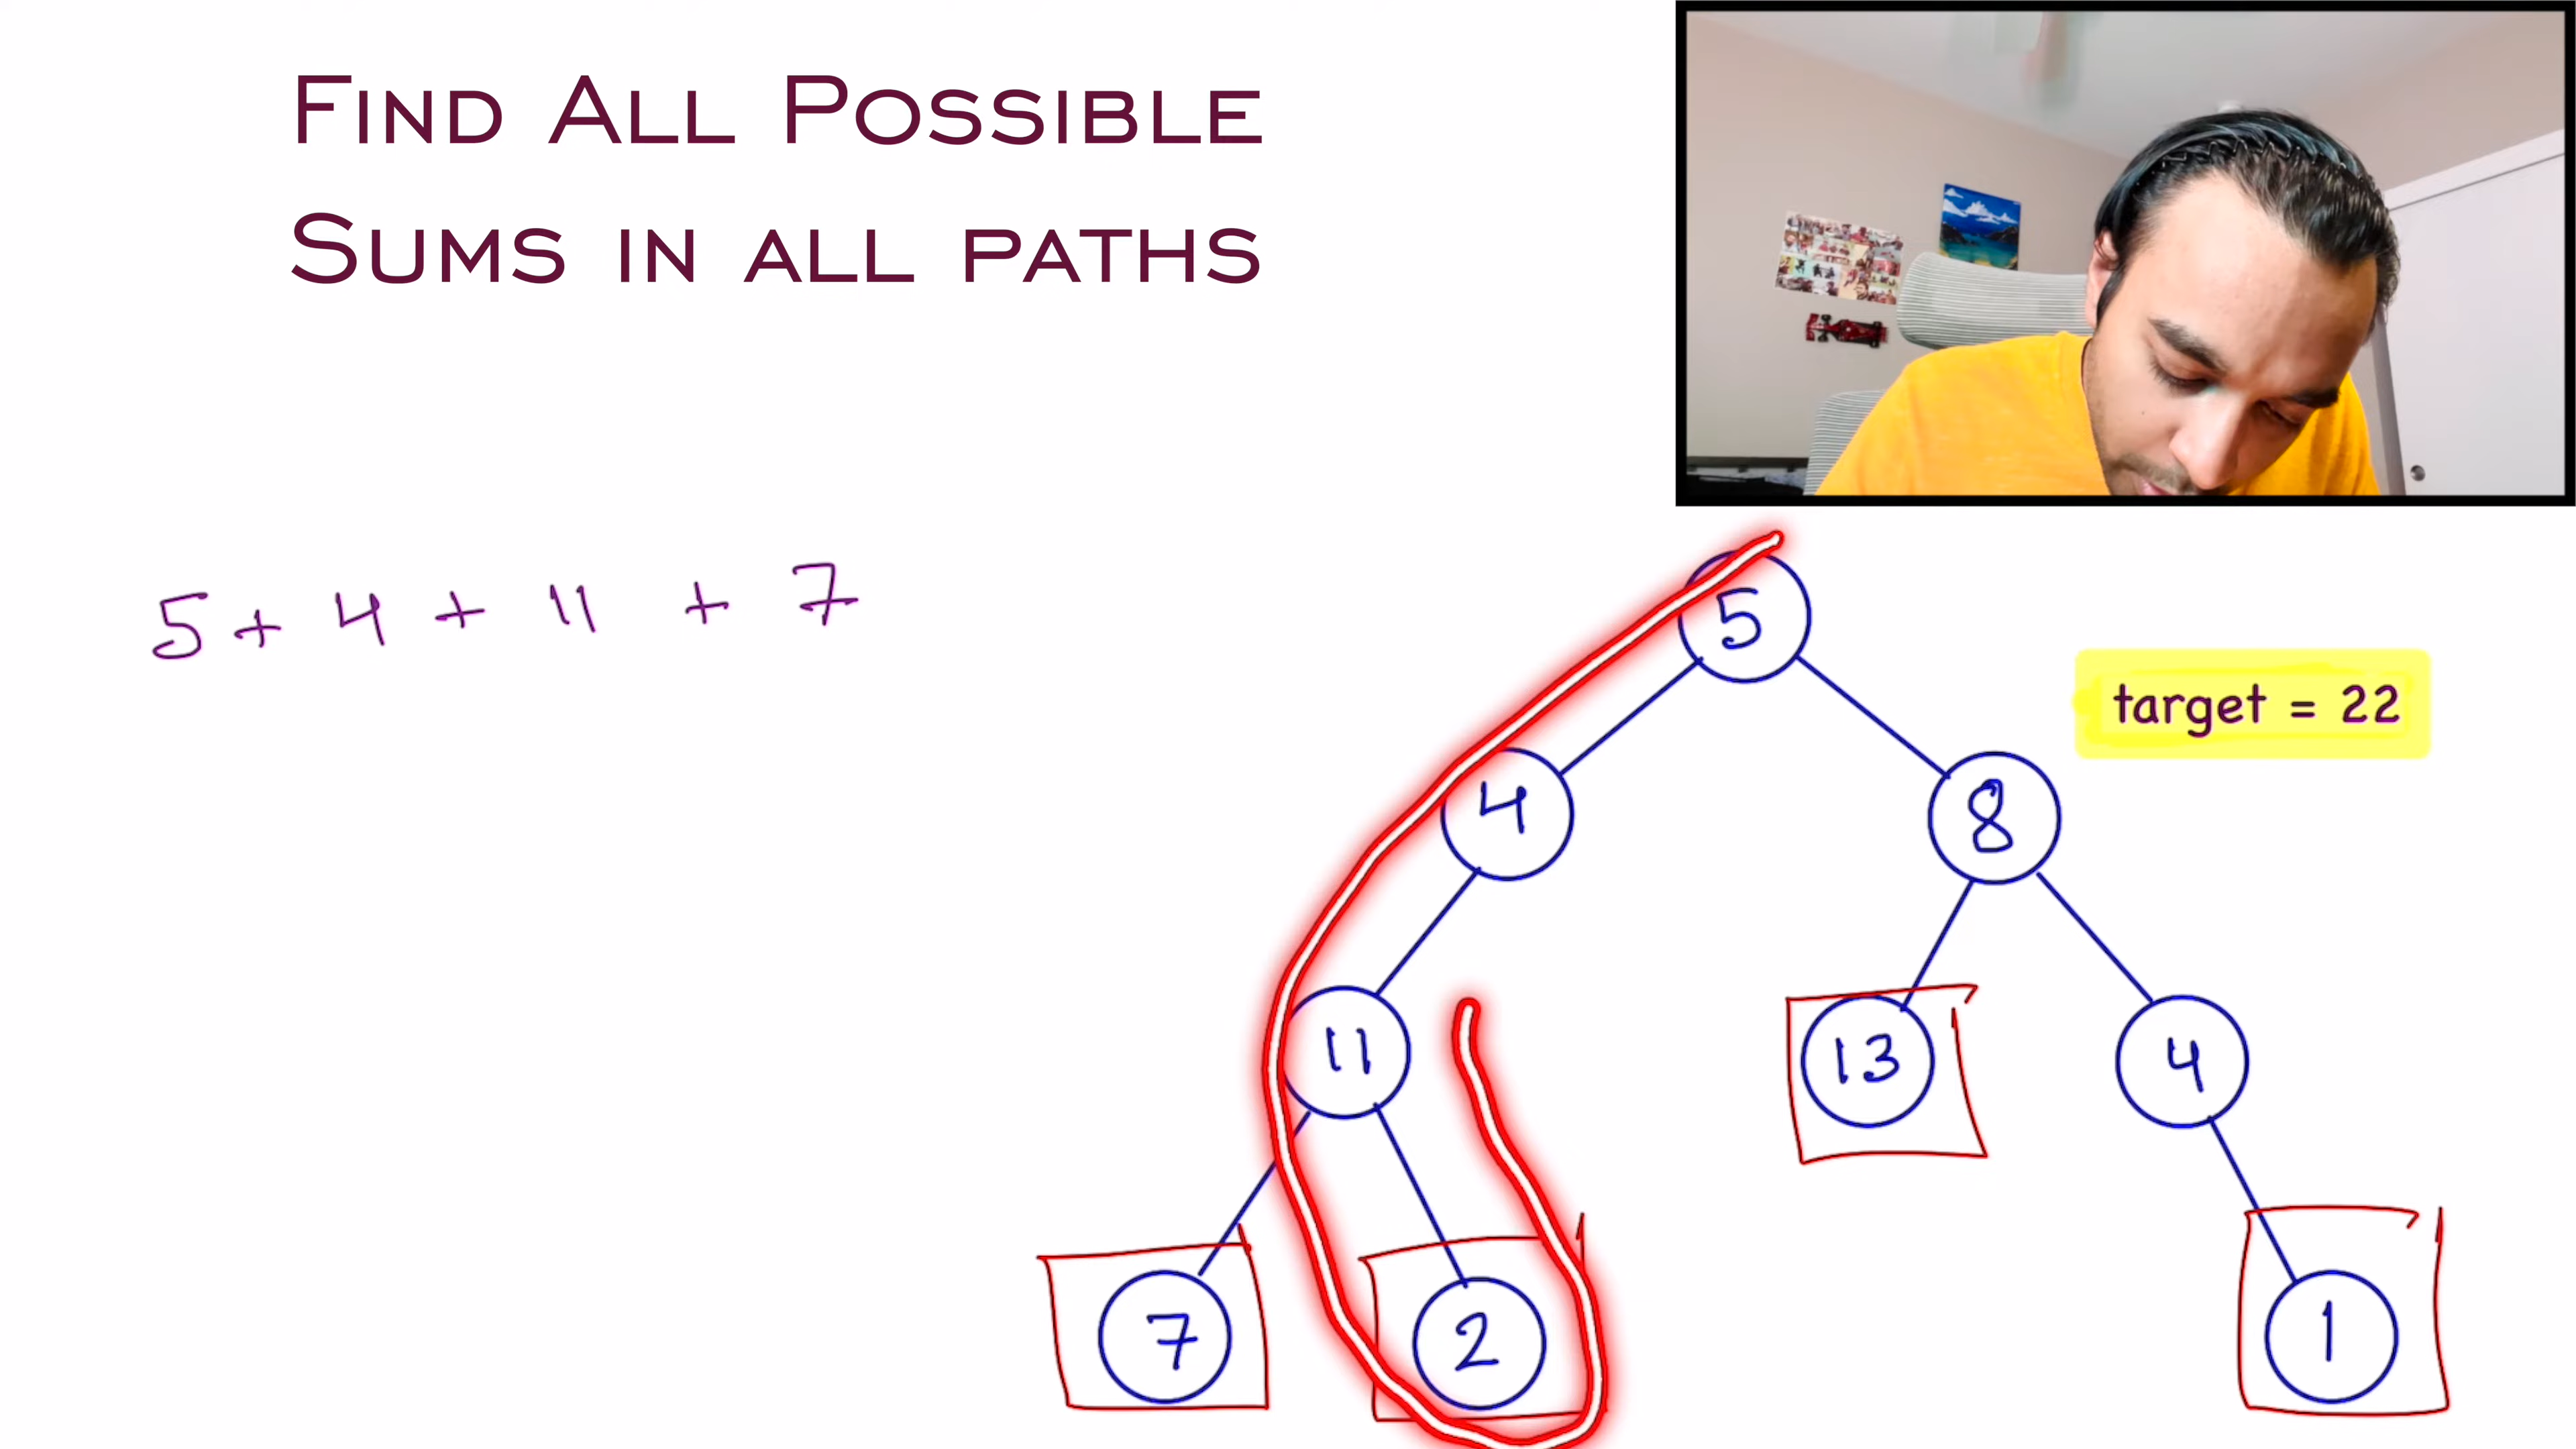 FIND ALL POSSIBLE
SUMS IN ALL PATHS
5 + 4 + 11 + 7
5
target = 22
4
8
11
13
4
7
2
1